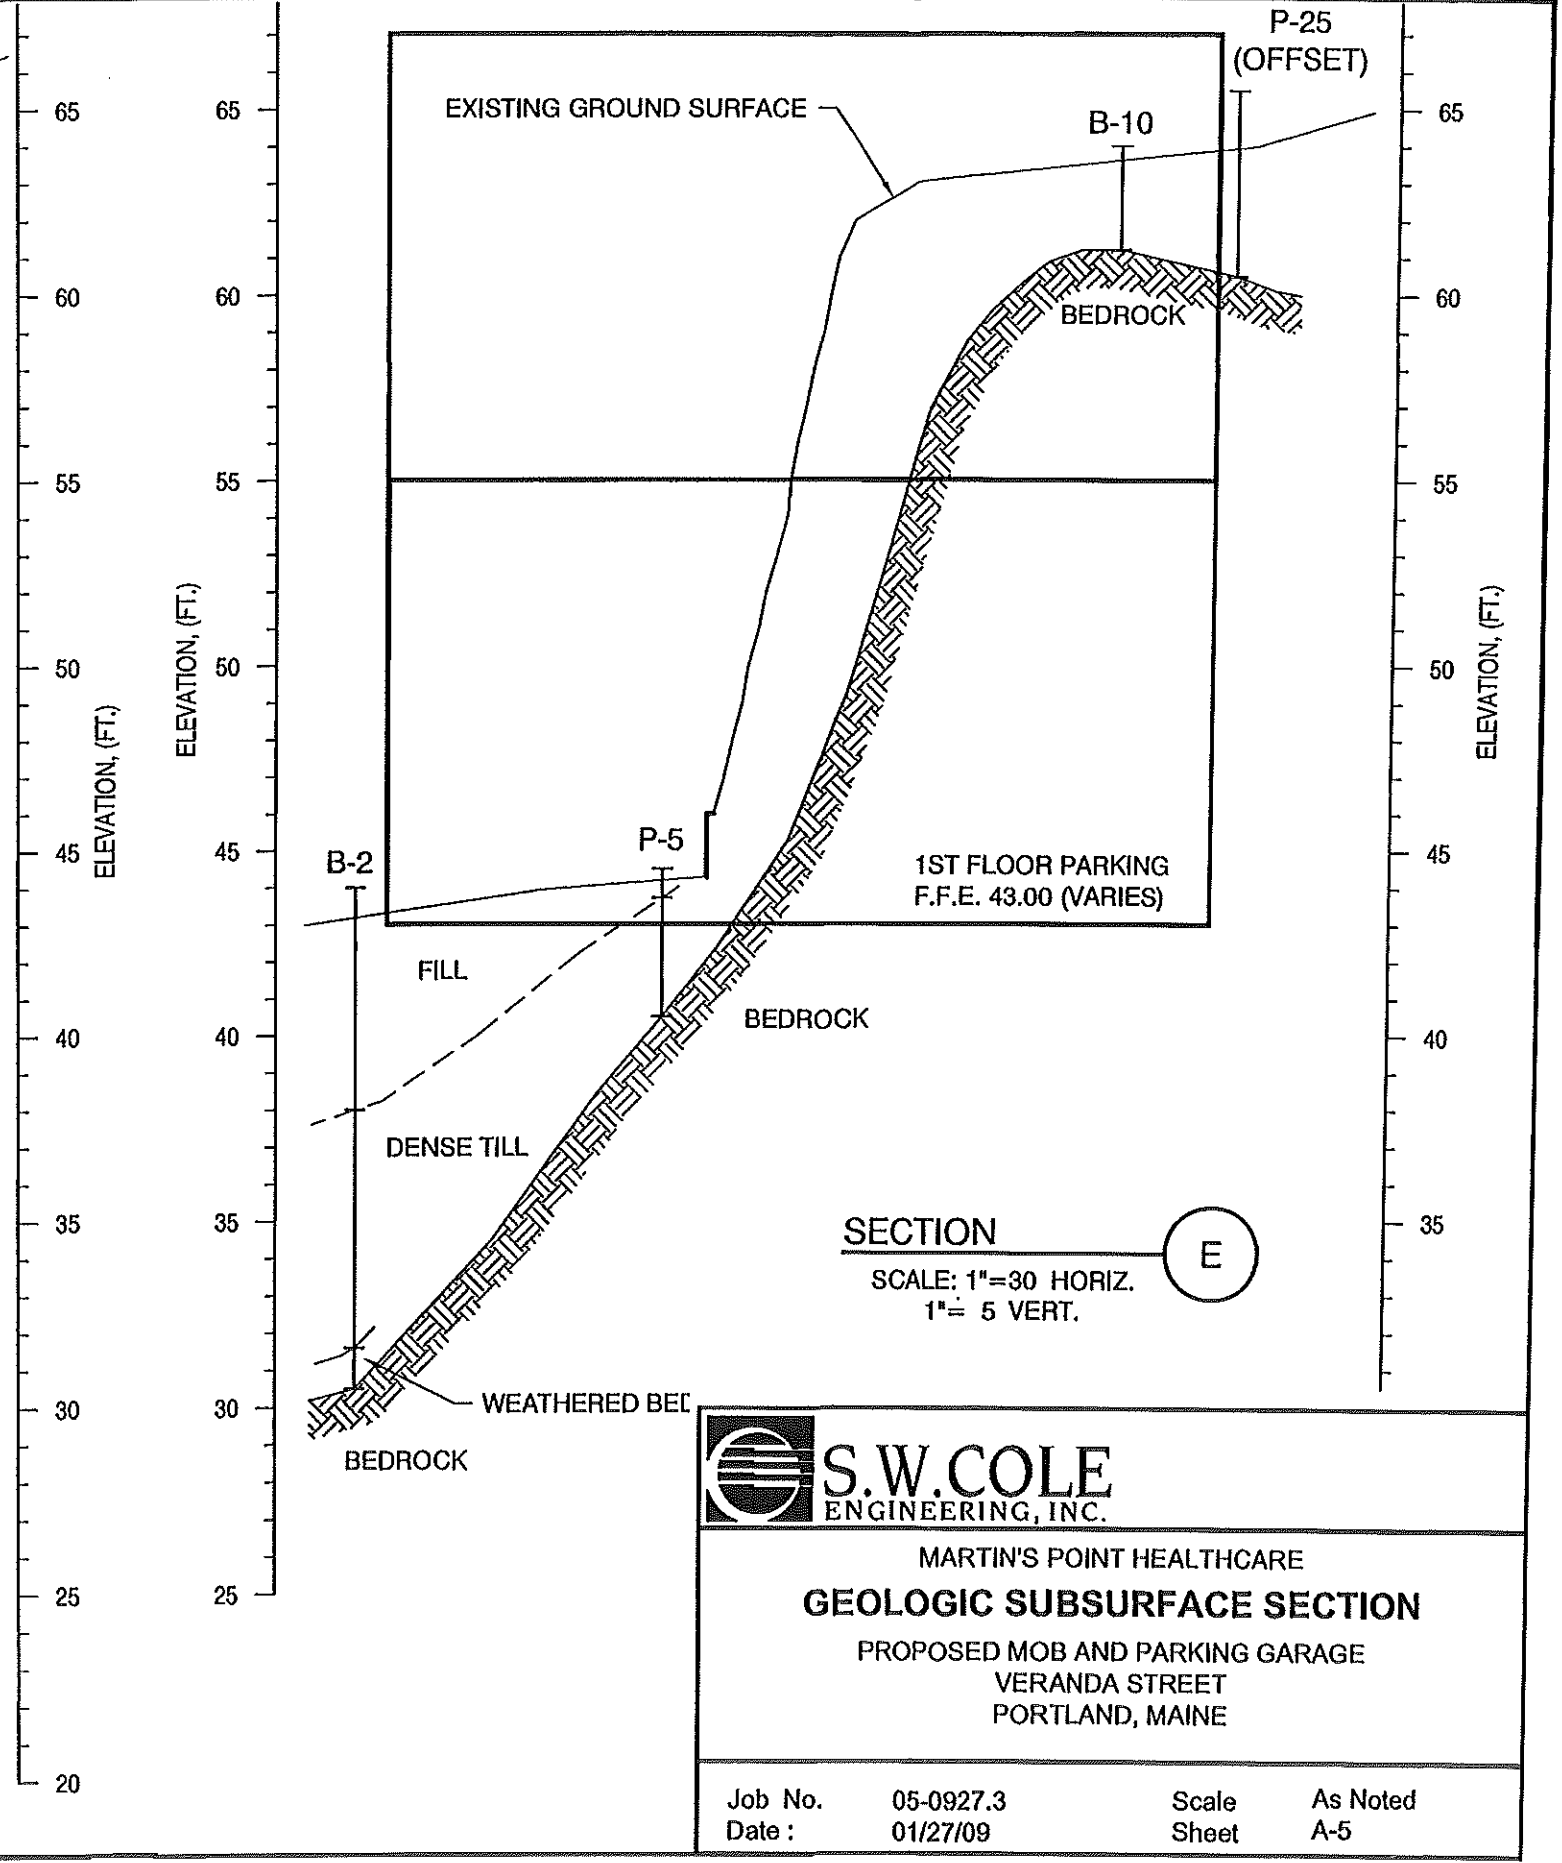 P-25
(OFFSET)
EXISTING GROUND SURFACE
B-10
65
65
65
60
60
60
BEDROCK
55
55
55
ELEVATION, (FT.)
ELEVATION, (FT.)
ELEVATION, (FT.)
50
50
50
B-2
P-5
45
45
45
1ST FLOOR PARKING
F.F.E. 43.00 (VARIES)
FILL
BEDROCK
40
40
40
DENSE TILL
35
35
35
SECTION
E
SCALE: 1"=30 HORIZ.
1"= 5 VERT.
30
30
WEATHERED BED
BEDROCK
S.W.COLE
ENGINEERING, INC.
MARTIN'S POINT HEALTHCARE
GEOLOGIC SUBSURFACE SECTION
25
25
PROPOSED MOB AND PARKING GARAGE
VERANDA STREET
PORTLAND, MAINE
20
Job No. 05-0927.3 Scale As Noted
Date : 01/27/09 Sheet A-5